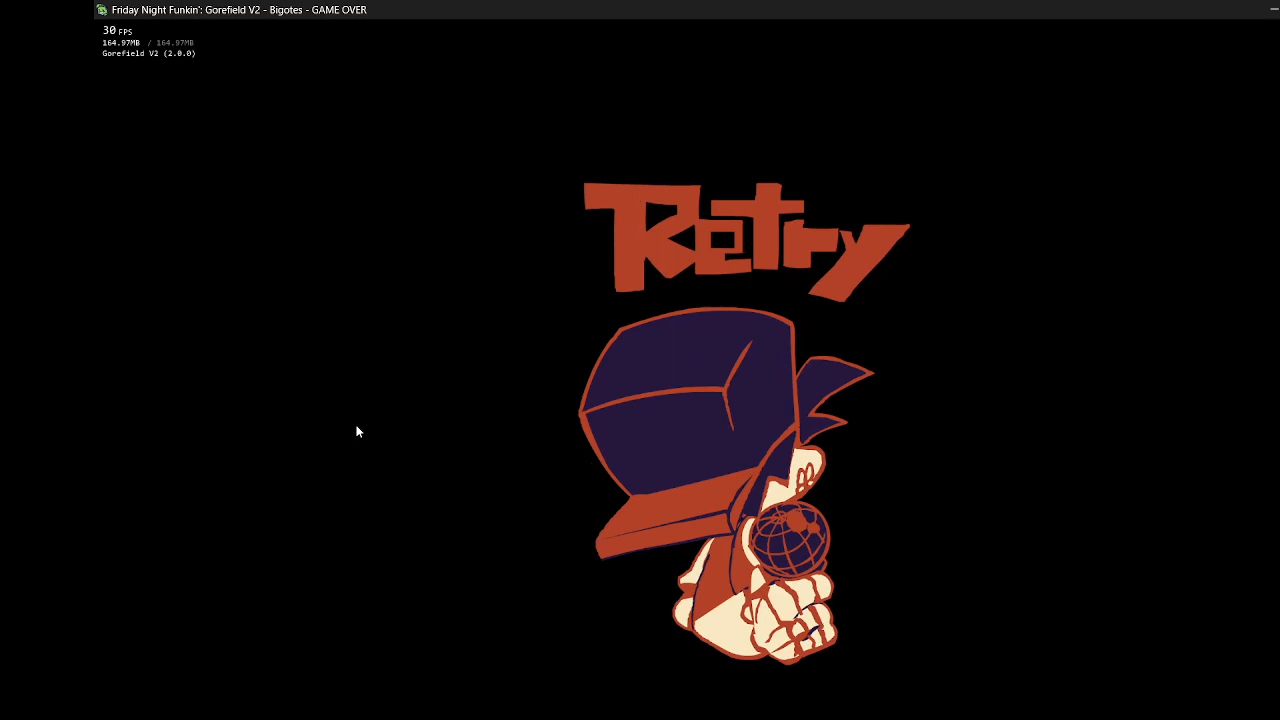 Friday Night Funkin': Gorefield V2 - Bigotes - GAME OVER
30 FPS
164.97MB / 164.97MB
Gorefield V2 (2.0.0)
Retry